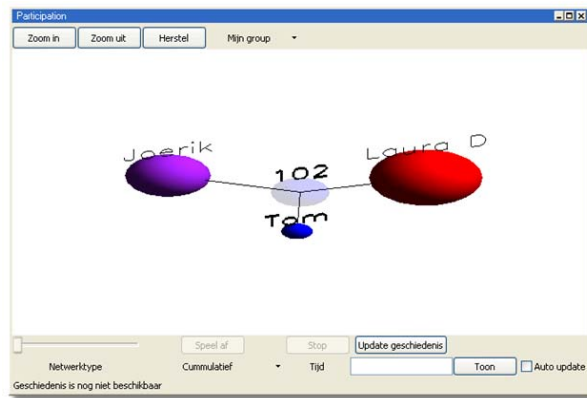 Participation
Zoom in Zoom uit Herstel Mijn group
Joerik Laura D
102
Tom
Speel af Stop Update geschiedenis
Netwerktype Cummulatief Tijd Toon Auto update
Geschiedenis is nog niet beschikbaar